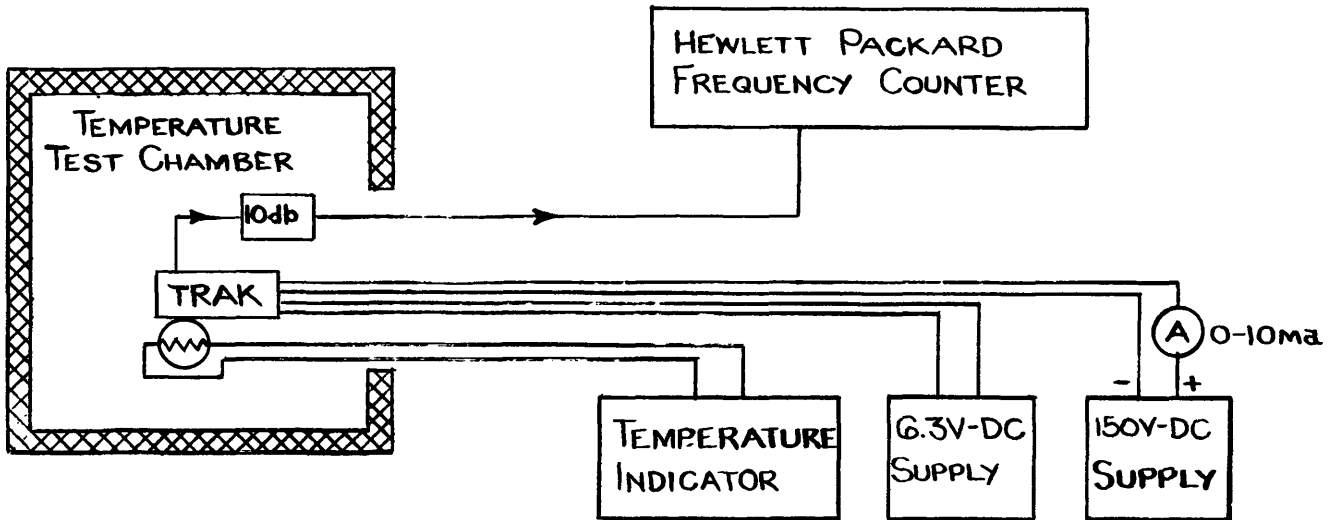 HEWLETT PACKARD
FREQUENCY COUNTER
TEMPERATURE
TEST CHAMBER
10db
TRAK
A
0-10ma
- +
TEMPERATURE
INDICATOR
6.3V-DC
SUPPLY
150V-DC
SUPPLY